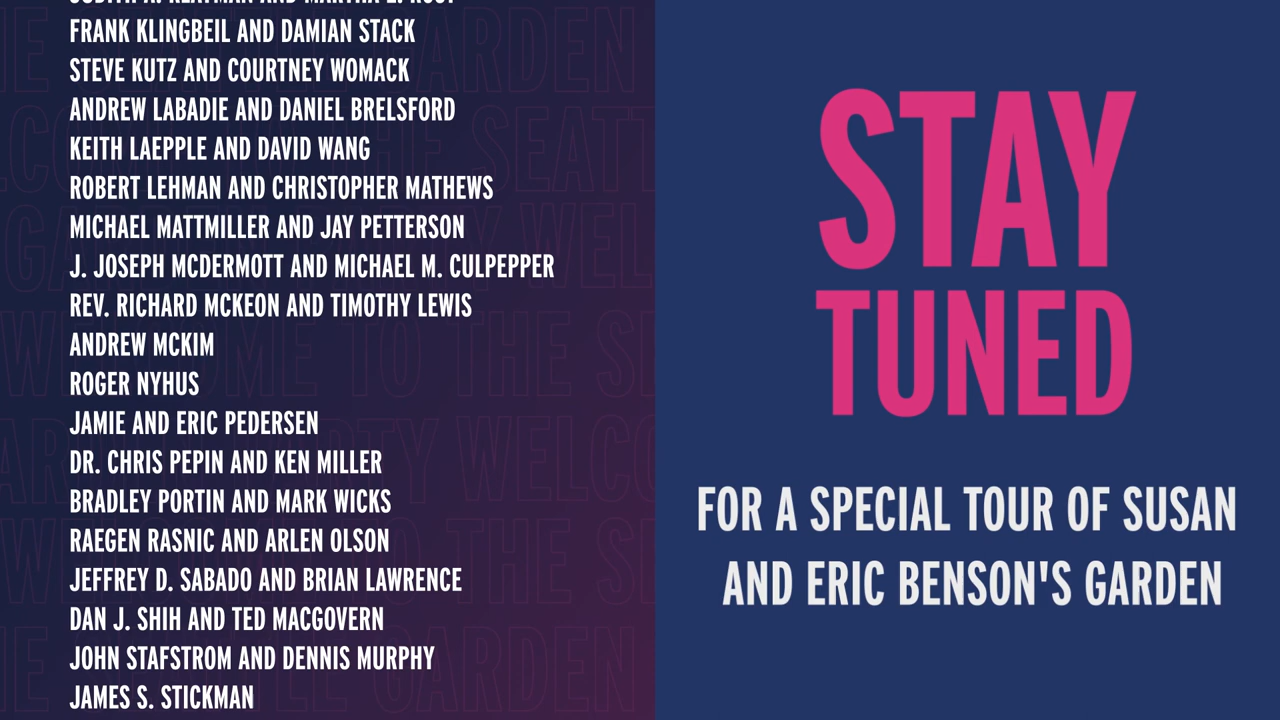 FRANK KLINGBEIL AND DAMIAN STACK
STEVE KUTZ AND COURTNEY WOMACK
ANDREW LABADIE AND DANIEL BRELSFORD
KEITH LAEPPLE AND DAVID WANG
ROBERT LEHMAN AND CHRISTOPHER MATHEWS
MICHAEL MATTMILLER AND JAY PETTERSON
J. JOSEPH MCDERMOTT AND MICHAEL M. CULPEPPER
REV. RICHARD MCKEON AND TIMOTHY LEWIS
ANDREW MCKIM
ROGER NYHUS
JAMIE AND ERIC PEDERSEN
DR. CHRIS PEPIN AND KEN MILLER
BRADLEY PORTIN AND MARK WICKS
RAEGEN RASNIC AND ARLEN OLSON
JEFFREY D. SABADO AND BRIAN LAWRENCE
DAN J. SHIH AND TED MACGOVERN
JOHN STAFSTROM AND DENNIS MURPHY
JAMES S. STICKMAN
STAY
TUNED
FOR A SPECIAL TOUR OF SUSAN
AND ERIC BENSON'S GARDEN